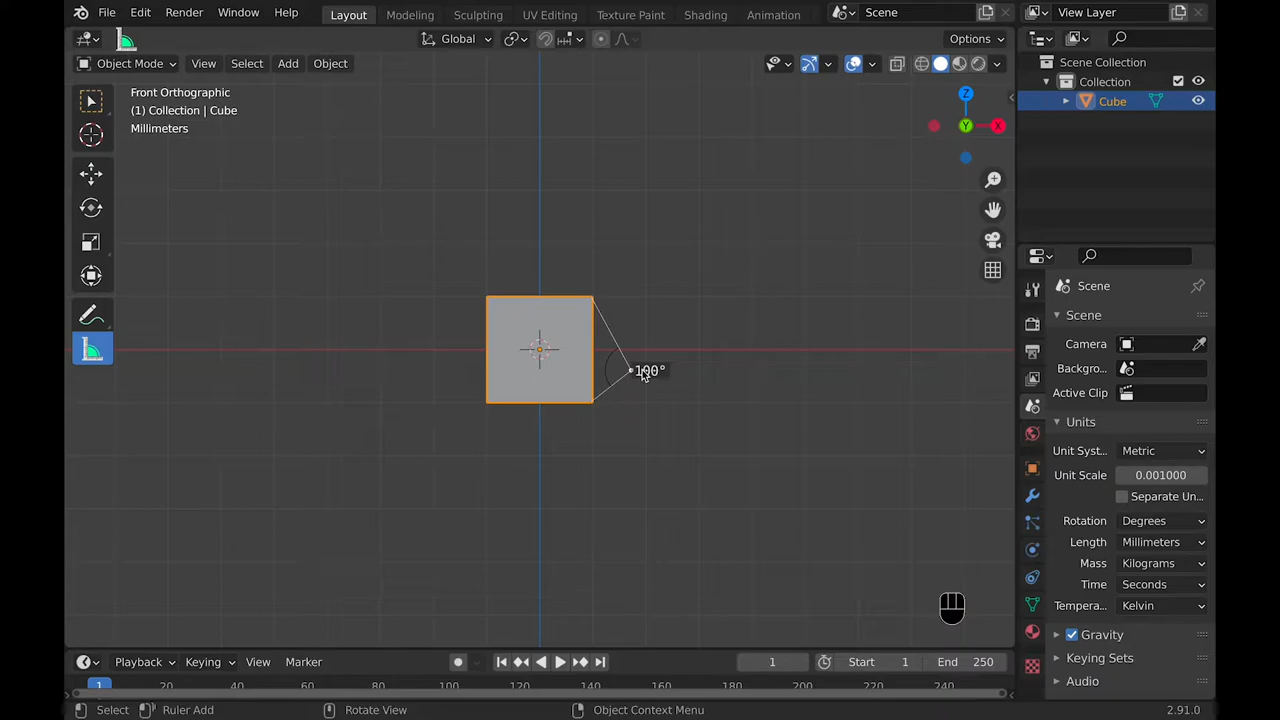 File Edit Render Window Help Layout Modeling Sculpting UV Editing Texture Paint Shading Animation Scene View Layer
Global Options
Object Mode View Select Add Object
Scene Collection
Collection
Cube
Front Orthographic
(1) Collection | Cube
Millimeters
Z
Y
X
100°
Scene
Scene
Camera
Backgro...
Active Clip
Units
Unit Syst... Metric
Unit Scale 0.001000
Separate Un...
Rotation Degrees
Length Millimeters
Mass Kilograms
Time Seconds
Tempera... Kelvin
Gravity
Keying Sets
Audio
Playback Keying View Marker 1 Start 1 End 250
1 20 40 60 80 100 120 140 160 180 200 220 240
Select Ruler Add Rotate View Object Context Menu 2.91.0